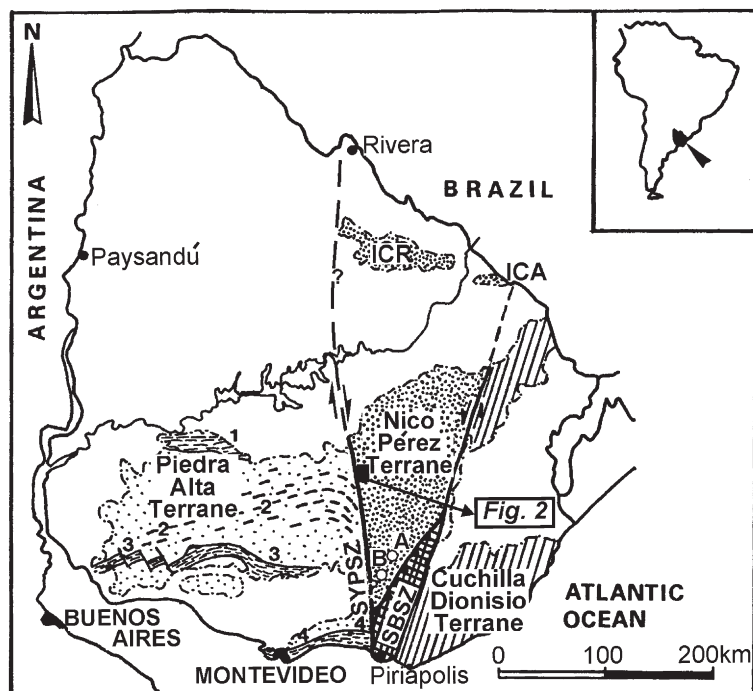 N
Rivera
BRAZIL
ARGENTINA
Paysandú
ICR
ICA
?
Nico
Pérez
Terrane
1
Piedra
Alta
Terrane
2
2
Fig. 2
3
3
A
B
SYPSZ
SBSZ
Cuchilla
Dionisio
Terrane
ATLANTIC
OCEAN
BUENOS
AIRES
4
4
MONTEVIDEO
Piriapolis
0 100 200km